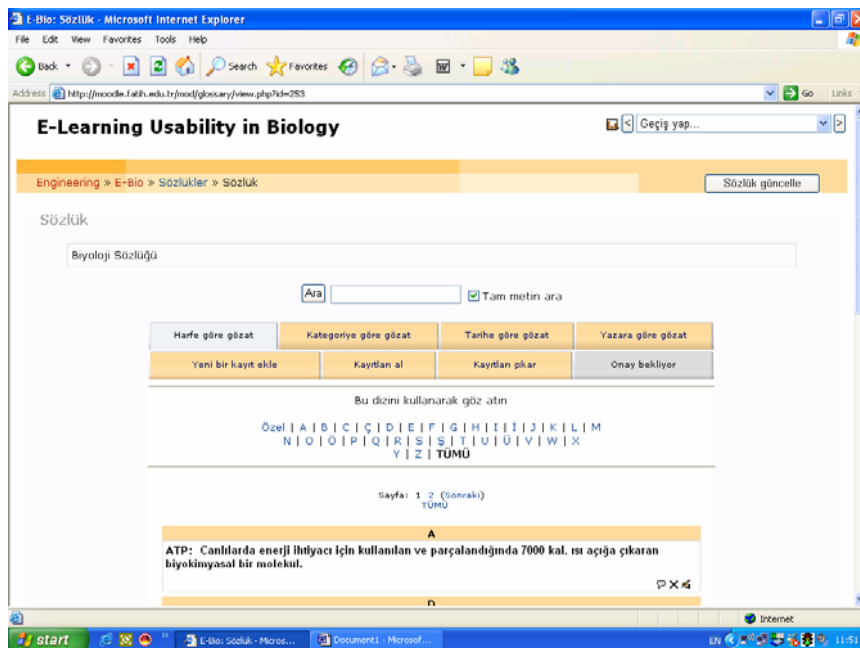 E-Bio: Sözlük - Microsoft Internet Explorer
File Edit View Favorites Tools Help
Back Search Favorites
Address http://moodle.fatih.edu.tr/mod/glossary/view.php?id=253 Go Links
E-Learning Usability in Biology
< Geçiş yap... >
Engineering » E-Bio » Sözlükler » Sözlük Sözlük güncelle
Sözlük
Biyoloji Sözlüğü
Ara Tam metin ara
Harfe göre gözat Kategoriye göre gözat Tarihe göre gözat Yazara göre gözat
Yeni bir kayıt ekle Kayıtları al Kayıtları çıkar Onay bekliyor
Bu dizini kullanarak göz atın
Özel | A | B | C | Ç | D | E | F | G | H | I | İ | J | K | L | M
N | O | Ö | P | Q | R | S | Ş | T | U | Ü | V | W | X
Y | Z | TÜMÜ
Sayfa: 1 2 (Sonraki)
TÜMÜ
A
ATP: Canlılarda enerji ihtiyacı için kullanılan ve parçalandığında 7000 kal. ısı açığa çıkaran
biyokimyasal bir molekul.
D
Internet
start E-Bio: Sözlük - Micros... Document1 - Microsof... EN 11:51